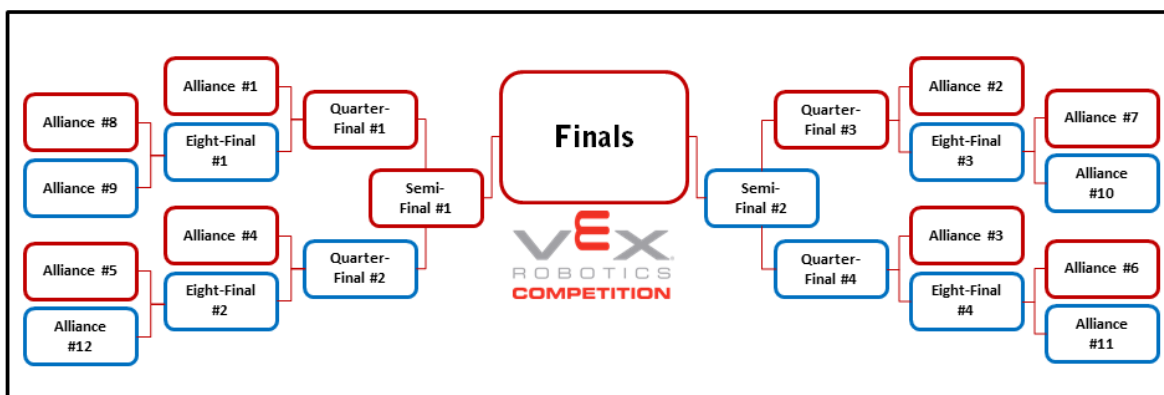 Alliance #1
Alliance #8
Quarter-
Final #1
Eight-Final
#1
Alliance #9
Semi-
Final #1
Alliance #4
Alliance #5
Quarter-
Final #2
Eight-Final
#2
Alliance
#12
Finals
VEX
ROBOTICS
COMPETITION
Quarter-
Final #3
Alliance #2
Alliance #7
Eight-Final
#3
Alliance
#10
Semi-
Final #2
Alliance #3
Quarter-
Final #4
Alliance #6
Eight-Final
#4
Alliance
#11